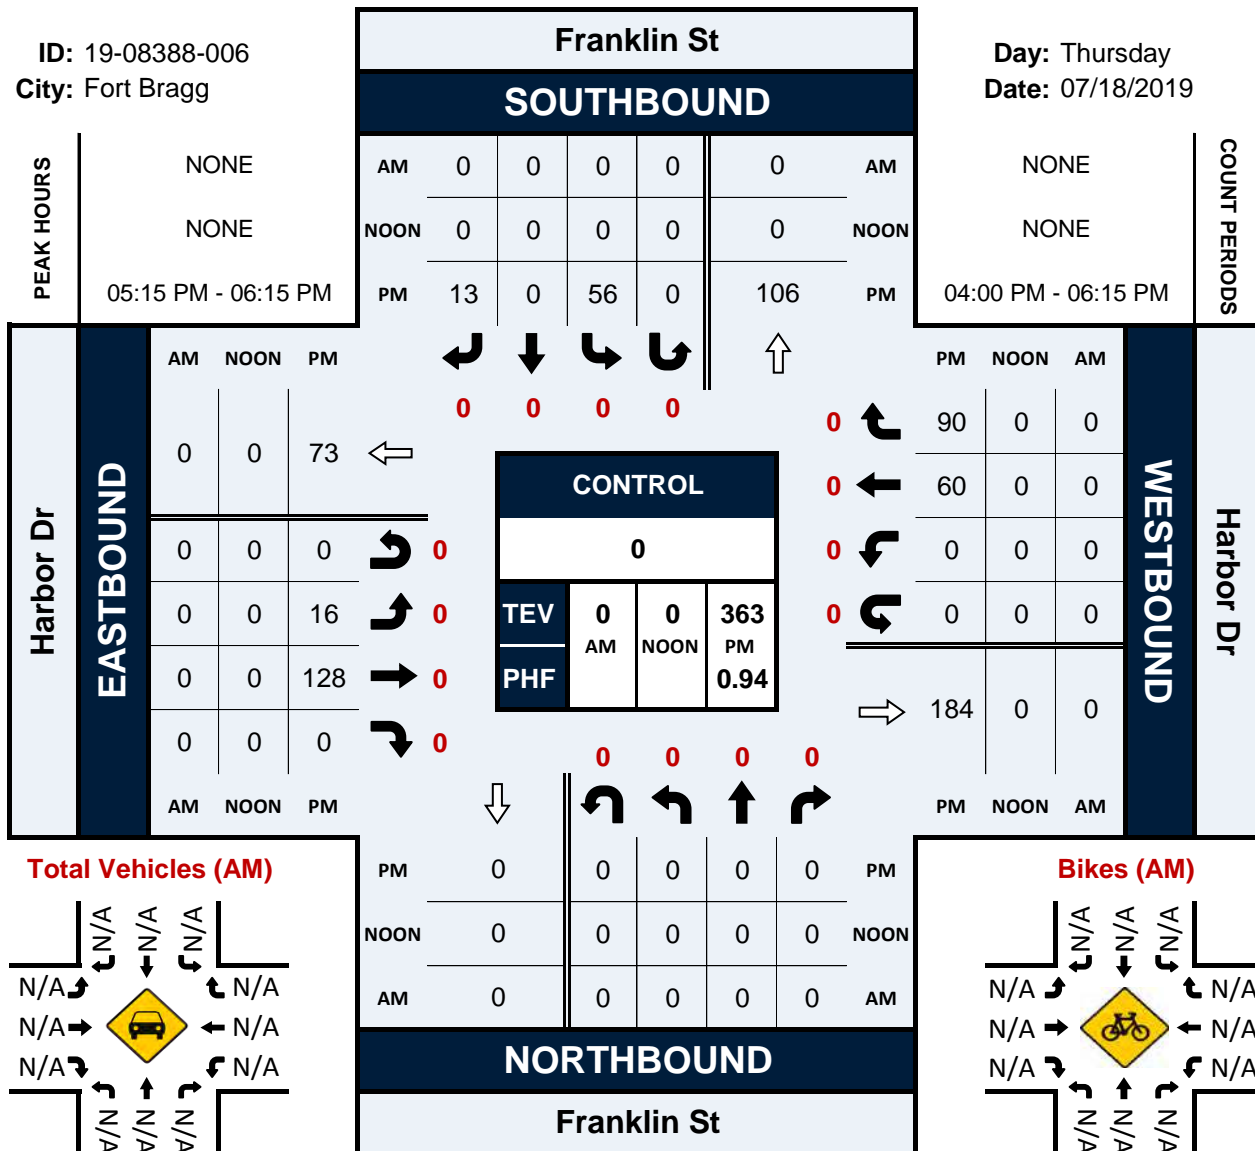 ID: 19-08388-006
City: Fort Bragg
Franklin St
SOUTHBOUND
Day: Thursday
Date: 07/18/2019
PEAK HOURS
NONE
NONE
05:15 PM - 06:15 PM
AM 0 0 0 0 0 AM
NOON 0 0 0 0 0 NOON
PM 13 0 56 0 106 PM
NONE
NONE
04:00 PM - 06:15 PM
COUNT PERIODS
0 0 0 0
Harbor Dr
EASTBOUND
AM NOON PM
0 0 73
0 0 0 0
0 0 16 0
0 0 128 0
0 0 0 0
AM NOON PM
CONTROL
0
TEV 0 0 363
AM NOON PM
PHF 0.94
PM NOON AM
0 90 0 0
0 60 0 0
0 0 0 0
0 0 0 0
184 0 0
PM NOON AM
WESTBOUND
Harbor Dr
0 0 0 0
PM 0 0 0 0 0 PM
NOON 0 0 0 0 0 NOON
AM 0 0 0 0 0 AM
NORTHBOUND
Franklin St
Total Vehicles (AM)
N/A N/A N/A
N/A N/A
N/A N/A
N/A N/A
N/A N/A N/A
Bikes (AM)
N/A N/A N/A
N/A N/A
N/A N/A
N/A N/A
N/A N/A N/A